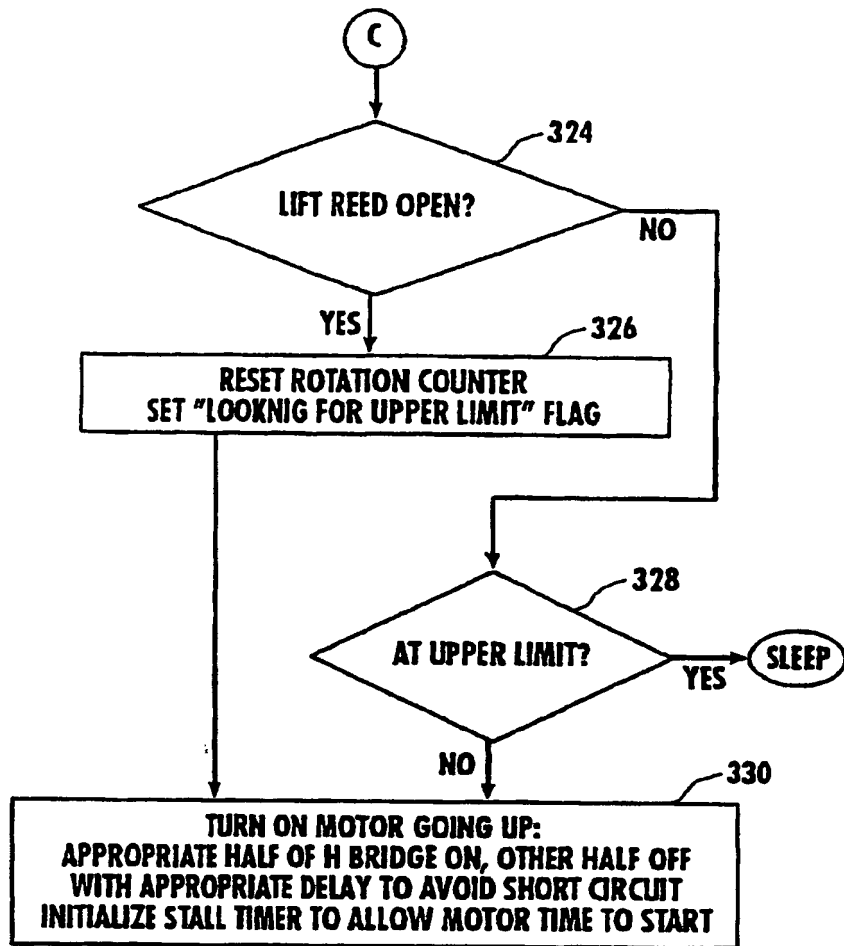 C
324
LIFT REED OPEN?
NO
YES
326
RESET ROTATION COUNTER
SET "LOOKNIG FOR UPPER LIMIT" FLAG
328
AT UPPER LIMIT?
YES
SLEEP
NO
330
TURN ON MOTOR GOING UP:
APPROPRIATE HALF OF H BRIDGE ON, OTHER HALF OFF
WITH APPROPRIATE DELAY TO AVOID SHORT CIRCUIT
INITIALIZE STALL TIMER TO ALLOW MOTOR TIME TO START